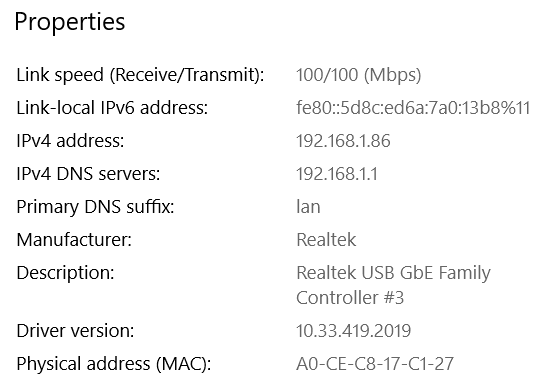 Properties
Link speed (Receive/Transmit): 100/100 (Mbps)
Link-local IPv6 address: fe80::5d8c:ed6a:7a0:13b8%11
IPv4 address: 192.168.1.86
IPv4 DNS servers: 192.168.1.1
Primary DNS suffix: lan
Manufacturer: Realtek
Description: Realtek USB GbE Family
Controller #3
Driver version: 10.33.419.2019
Physical address (MAC): A0-CE-C8-17-C1-27